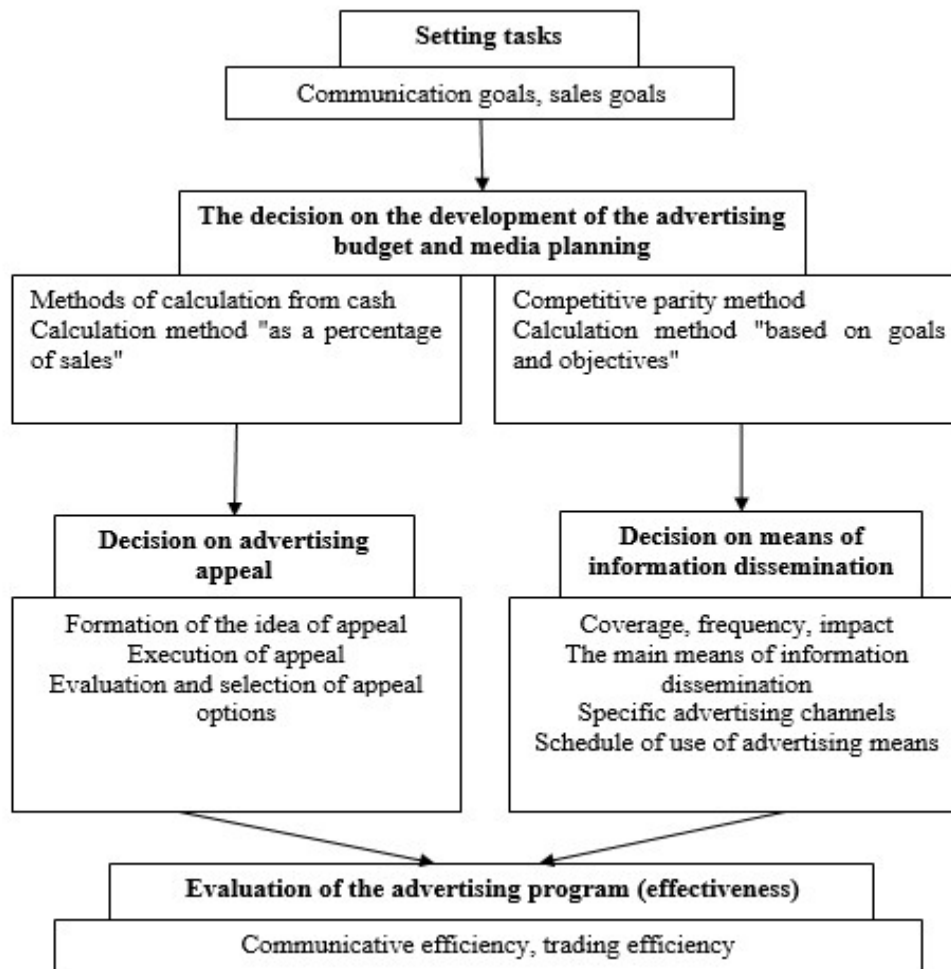 Setting tasks
Communication goals, sales goals
The decision on the development of the advertising
budget and media planning
Methods of calculation from cash
Calculation method "as a percentage
of sales"
Competitive parity method
Calculation method "based on goals
and objectives"
Decision on advertising
appeal
Formation of the idea of appeal
Execution of appeal
Evaluation and selection of appeal
options
Decision on means of
information dissemination
Coverage, frequency, impact
The main means of information
dissemination
Specific advertising channels
Schedule of use of advertising means
Evaluation of the advertising program (effectiveness)
Communicative efficiency, trading efficiency